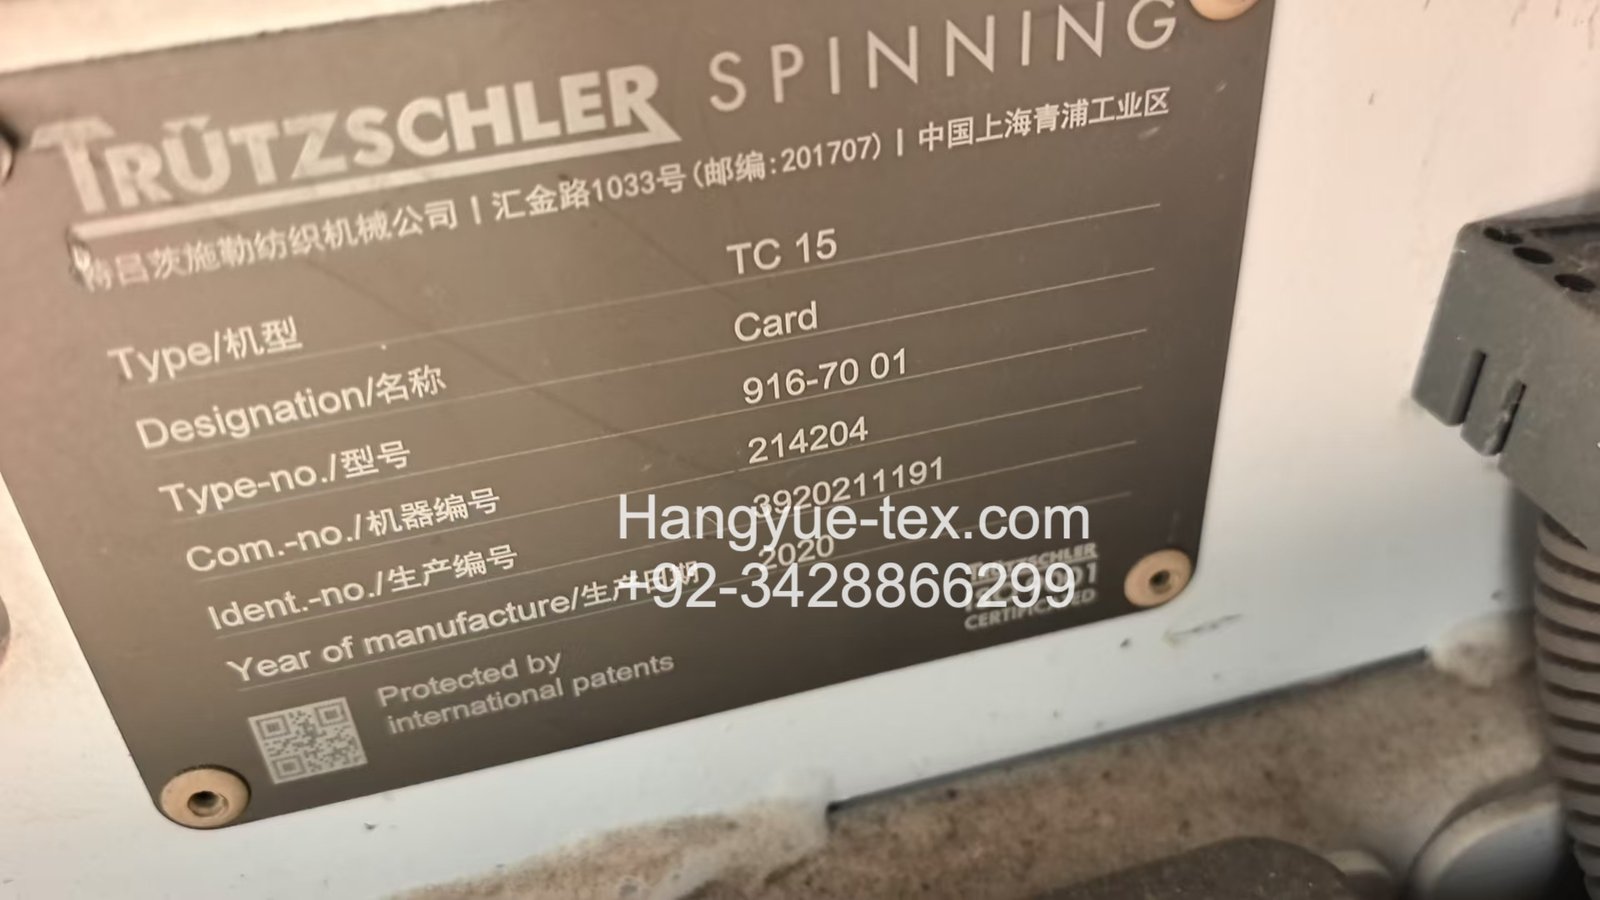 TRÜTZSCHLER SPINNING
特吕茨施勒纺织机械公司 | 汇金路1033号 (邮编:201707) | 中国上海青浦工业区
Type/机型 TC 15
Designation/名称 Card
Type-no./型号 916-70 01
Com.-no./机器编号 214204
Ident.-no./生产编号 3920211191
Year of manufacture/生产日期 2020
Hangyue-tex.com
+92-3428866299
TRÜTZSCHLER
CERTIFICATED
Protected by
international patents